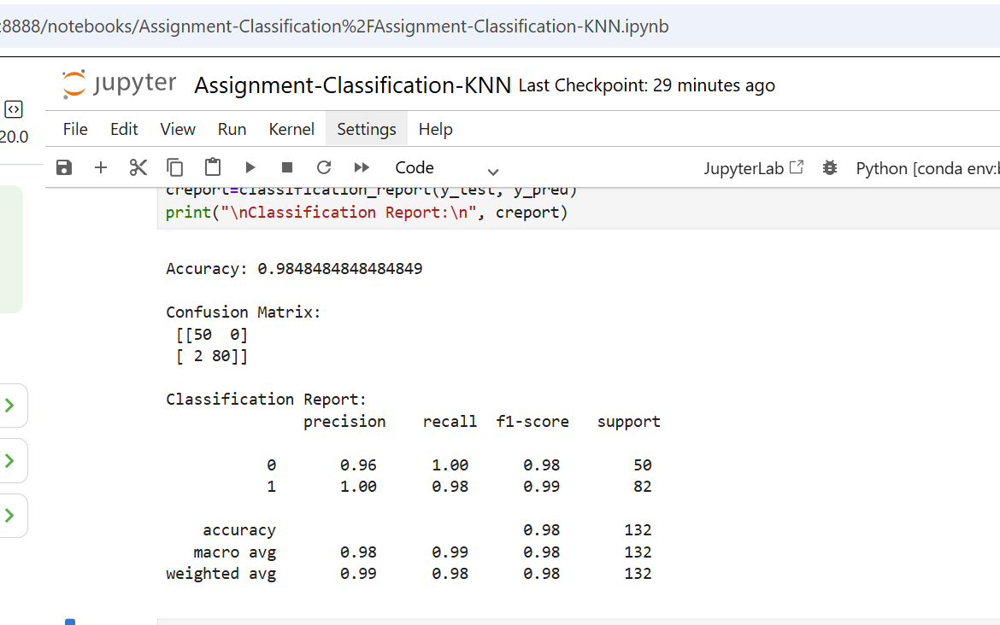 :8888/notebooks/Assignment-Classification%2FAssignment-Classification-KNN.ipynb
jupyter Assignment-Classification-KNN Last Checkpoint: 29 minutes ago
20.0
File Edit View Run Kernel Settings Help
Code JupyterLab Python [conda env:b
creport=classification_report(y_test, y_pred)
print("\nClassification Report:\n", creport)
Accuracy: 0.9848484848484849
Confusion Matrix:
[[50  0]
[ 2 80]]
Classification Report:
precision recall f1-score support
0 0.96 1.00 0.98 50
1 1.00 0.98 0.99 82
accuracy 0.98 132
macro avg 0.98 0.99 0.98 132
weighted avg 0.99 0.98 0.98 132